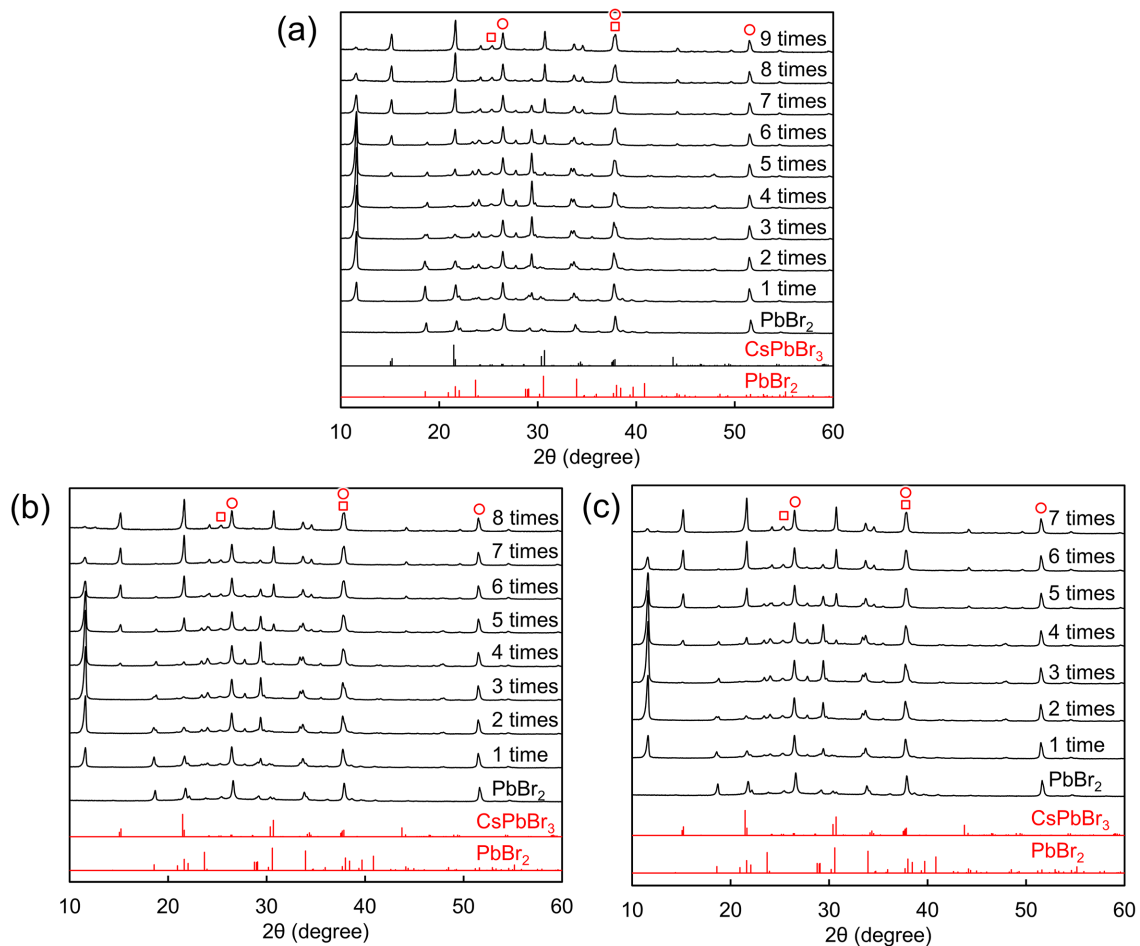 (a)
9 times
8 times
7 times
6 times
5 times
4 times
3 times
2 times
1 time
PbBr₂
CsPbBr₃
PbBr₂
10 20 30 40 50 60
2θ (degree)
(b)
8 times
7 times
6 times
5 times
4 times
3 times
2 times
1 time
PbBr₂
CsPbBr₃
PbBr₂
10 20 30 40 50 60
2θ (degree)
(c)
7 times
6 times
5 times
4 times
3 times
2 times
1 time
PbBr₂
CsPbBr₃
PbBr₂
10 20 30 40 50 60
2θ (degree)